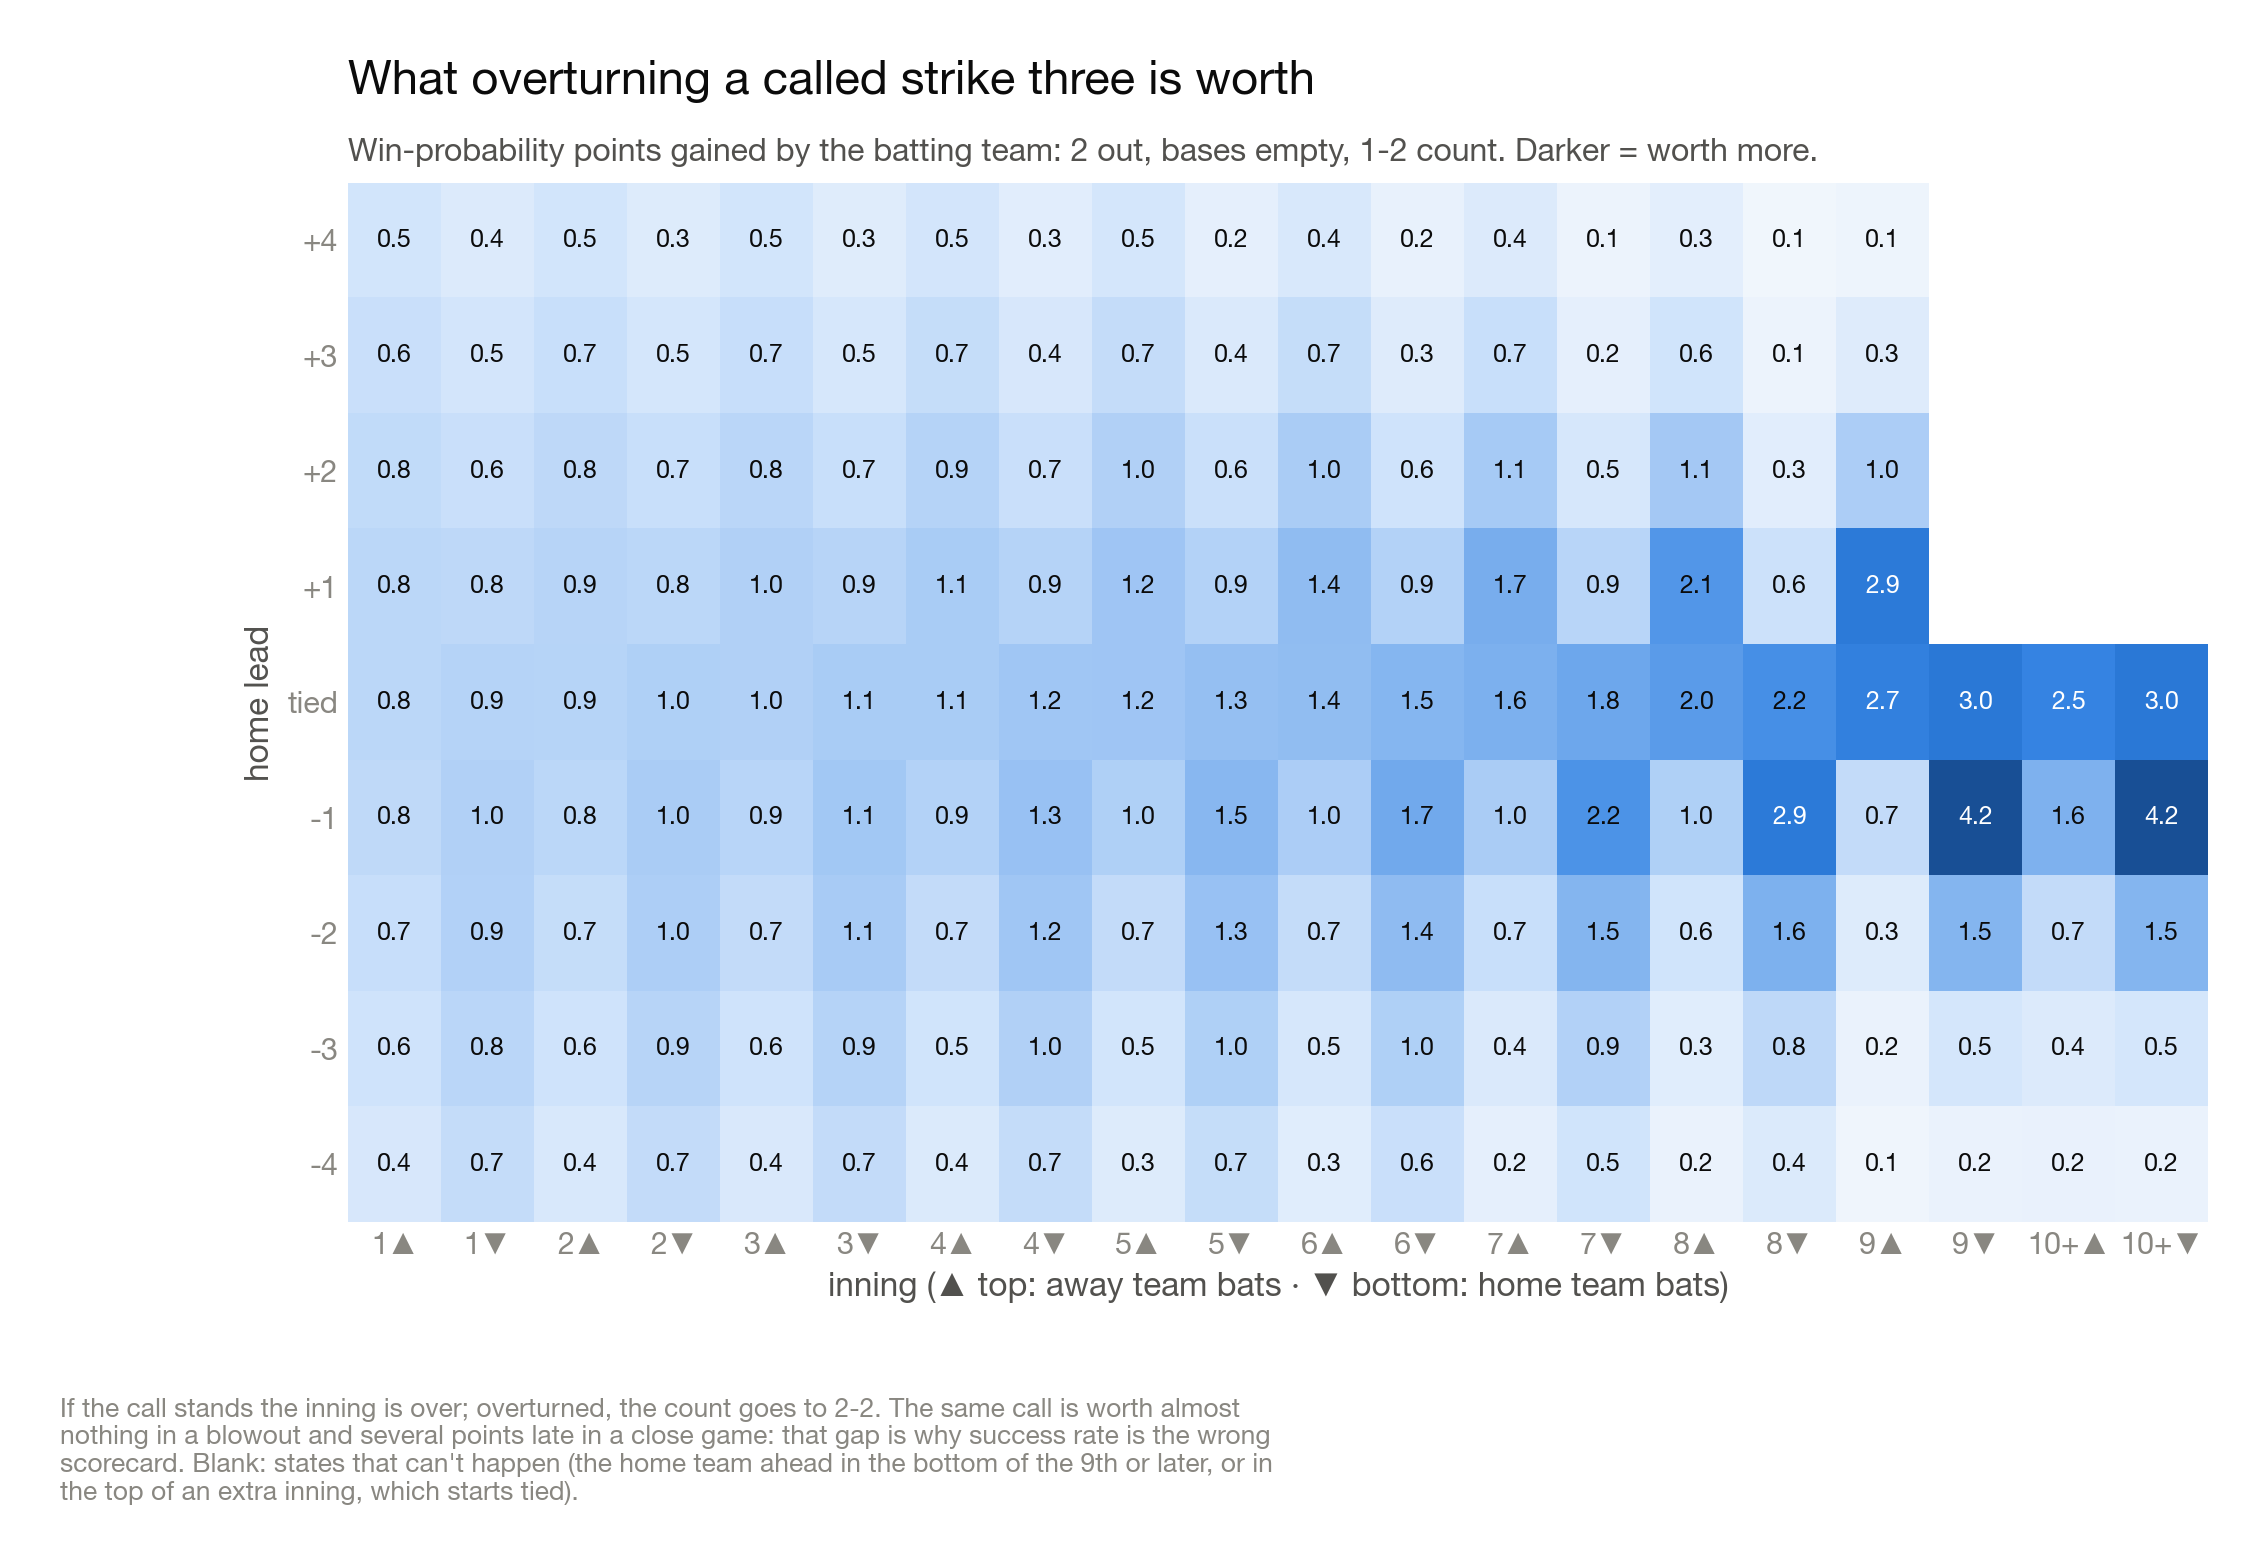 What overturning a called strike three is worth
Win-probability points gained by the batting team: 2 out, bases empty, 1-2 count. Darker = worth more.
+4 0.5 0.4 0.5 0.3 0.5 0.3 0.5 0.3 0.5 0.2 0.4 0.2 0.4 0.1 0.3 0.1 0.1
+3 0.6 0.5 0.7 0.5 0.7 0.5 0.7 0.4 0.7 0.4 0.7 0.3 0.7 0.2 0.6 0.1 0.3
+2 0.8 0.6 0.8 0.7 0.8 0.7 0.9 0.7 1.0 0.6 1.0 0.6 1.1 0.5 1.1 0.3 1.0
+1 0.8 0.8 0.9 0.8 1.0 0.9 1.1 0.9 1.2 0.9 1.4 0.9 1.7 0.9 2.1 0.6 2.9
home lead
tied 0.8 0.9 0.9 1.0 1.0 1.1 1.1 1.2 1.2 1.3 1.4 1.5 1.6 1.8 2.0 2.2 2.7 3.0 2.5 3.0
-1 0.8 1.0 0.8 1.0 0.9 1.1 0.9 1.3 1.0 1.5 1.0 1.7 1.0 2.2 1.0 2.9 0.7 4.2 1.6 4.2
-2 0.7 0.9 0.7 1.0 0.7 1.1 0.7 1.2 0.7 1.3 0.7 1.4 0.7 1.5 0.6 1.6 0.3 1.5 0.7 1.5
-3 0.6 0.8 0.6 0.9 0.6 0.9 0.5 1.0 0.5 1.0 0.5 1.0 0.4 0.9 0.3 0.8 0.2 0.5 0.4 0.5
-4 0.4 0.7 0.4 0.7 0.4 0.7 0.4 0.7 0.3 0.7 0.3 0.6 0.2 0.5 0.2 0.4 0.1 0.2 0.2 0.2
1▲ 1▼ 2▲ 2▼ 3▲ 3▼ 4▲ 4▼ 5▲ 5▼ 6▲ 6▼ 7▲ 7▼ 8▲ 8▼ 9▲ 9▼ 10+▲ 10+▼
inning (▲ top: away team bats · ▼ bottom: home team bats)
If the call stands the inning is over; overturned, the count goes to 2-2. The same call is worth almost
nothing in a blowout and several points late in a close game: that gap is why success rate is the wrong
scorecard. Blank: states that can't happen (the home team ahead in the bottom of the 9th or later, or in
the top of an extra inning, which starts tied).